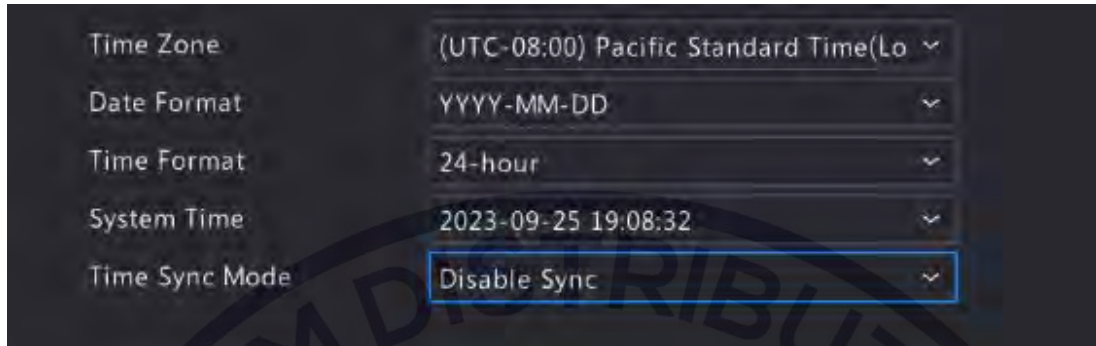 Time Zone (UTC-08:00) Pacific Standard Time(Lo
Date Format YYYY-MM-DD
Time Format 24-hour
System Time 2023-09-25 19:08:32
Time Sync Mode Disable Sync